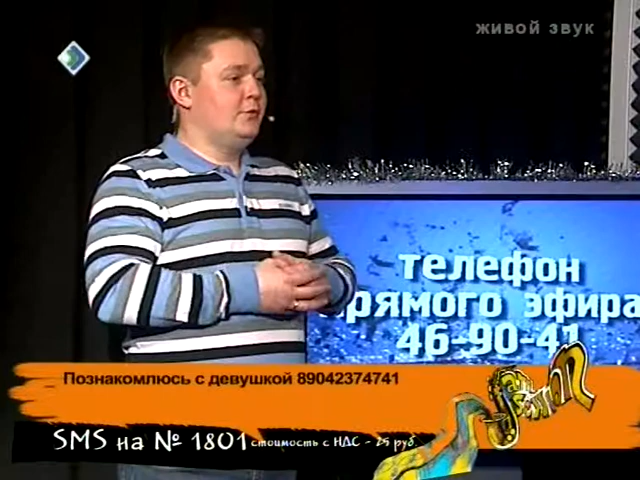 живой звук
телефон
прямого эфира
46-90-41
Познакомлюсь с девушкой 89042374741
SMS на № 1801 стоимость с НДС - 25 руб.